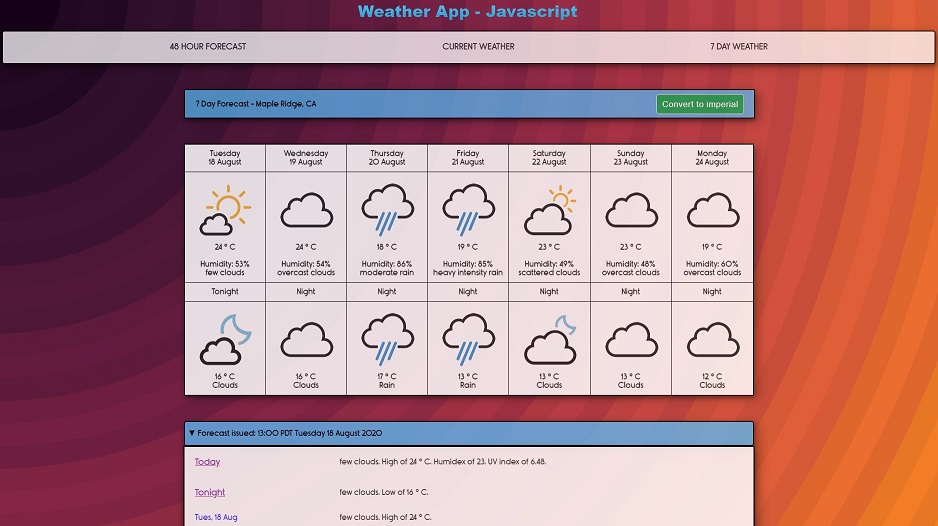 Weather App - Javascript
48 HOUR FORECAST CURRENT WEATHER 7 DAY WEATHER
7 Day Forecast - Maple Ridge, CA Convert to imperial
Tuesday Wednesday Thursday Friday Saturday Sunday Monday
18 August 19 August 20 August 21 August 22 August 23 August 24 August
24 ° C 24 ° C 18 ° C 19 ° C 23 ° C 23 ° C 19 ° C
Humidity: 53% Humidity: 54% Humidity: 86% Humidity: 85% Humidity: 49% Humidity: 48% Humidity: 60%
few clouds overcast clouds moderate rain heavy intensity rain scattered clouds overcast clouds overcast clouds
Tonight Night Night Night Night Night Night
16 ° C 16 ° C 17 ° C 13 ° C 13 ° C 13 ° C 12 ° C
Clouds Clouds Rain Rain Clouds Clouds Clouds
▼ Forecast issued: 13:00 PDT Tuesday 18 August 2020
Today few clouds. High of 24 ° C. Humidex of 23. UV index of 6.48.
Tonight few clouds. Low of 16 ° C.
Tues, 18 Aug few clouds. High of 24 ° C.